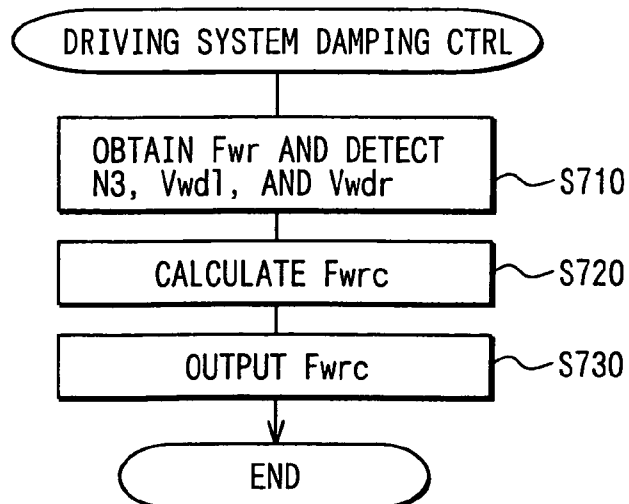 DRIVING SYSTEM DAMPING CTRL
OBTAIN Fwr AND DETECT
N3, Vwdl, AND Vwdr
S710
CALCULATE Fwrc
S720
OUTPUT Fwrc
S730
END